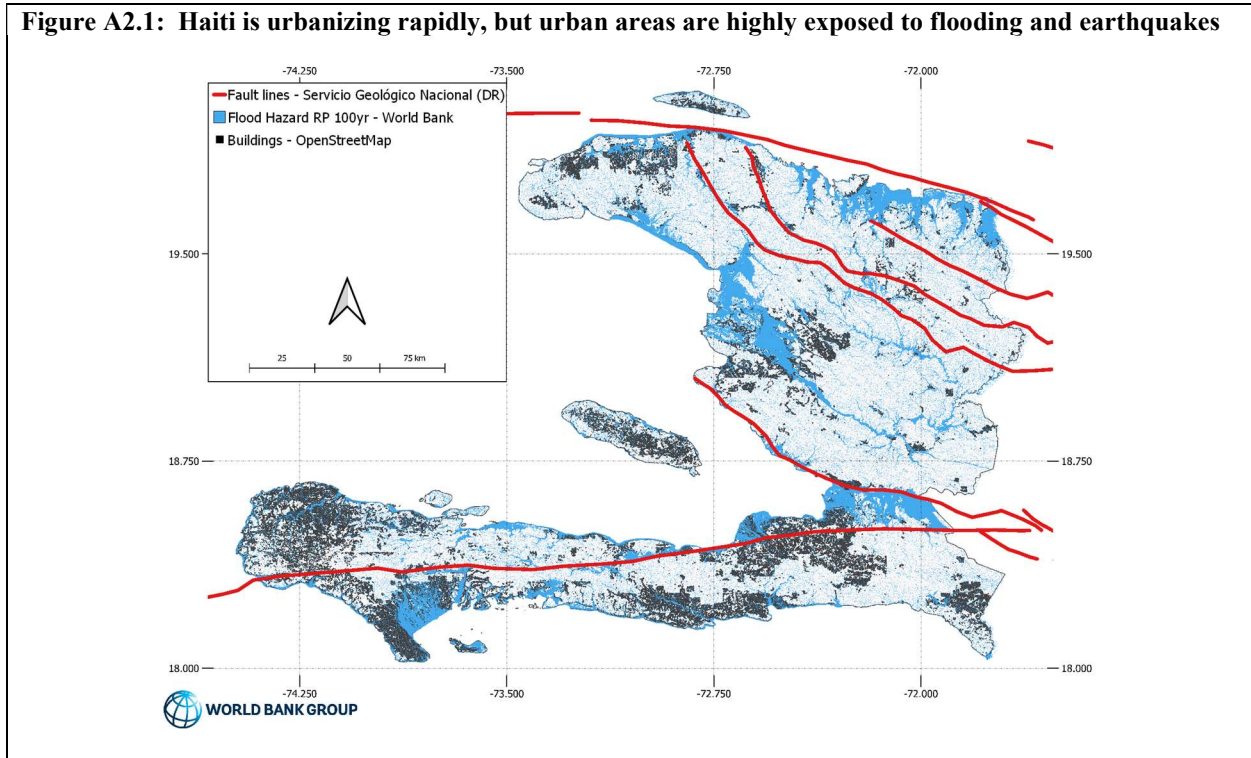 Figure A2.1: Haiti is urbanizing rapidly, but urban areas are highly exposed to flooding and earthquakes
-74.250
-73.500
-72.750
-72.000
Fault lines - Servicio Geológico Nacional (DR)
Flood Hazard RP 100yr - World Bank
Buildings - OpenStreetMap
19.500
19.500
25
50
75 km
18.750
18.750
18.000
18.000
-74.250
-73.500
-72.750
-72.000
WORLD BANK GROUP